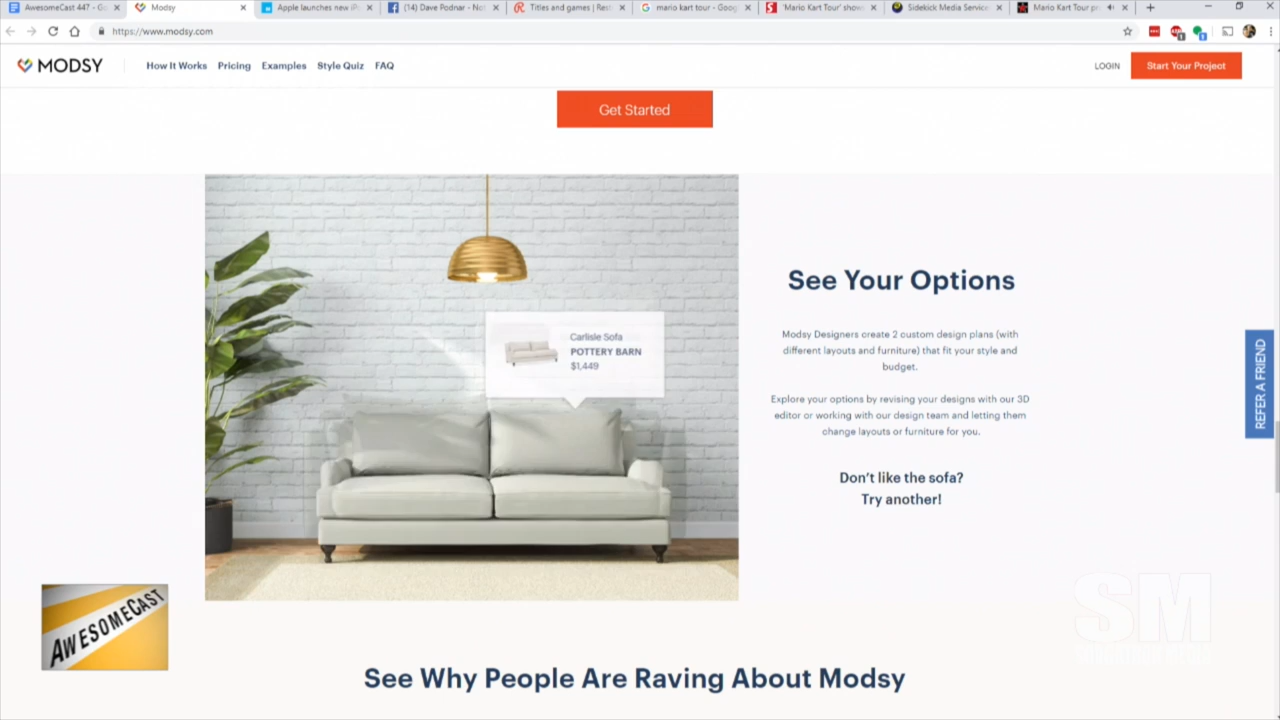 AwesomeCast 447 - Go
Modsy
Apple launches new iP
(14) Dave Podnar - No
Titles and games | Rest
mario kart tour - Goog
'Mario Kart Tour' show
Sidekick Media Service
Mario Kart Tour pr
https://www.modsy.com
MODSY
How It Works Pricing Examples Style Quiz FAQ
LOGIN
Start Your Project
Get Started
Carlisle Sofa
POTTERY BARN
$1,449
See Your Options
Modsy Designers create 2 custom design plans (with
different layouts and furniture) that fit your style and
budget.
Explore your options by revising your designs with our 3D
editor or working with our design team and letting them
change layouts or furniture for you.
Don't like the sofa?
Try another!
REFER A FRIEND
AWESOMECAST
SM
See Why People Are Raving About Modsy